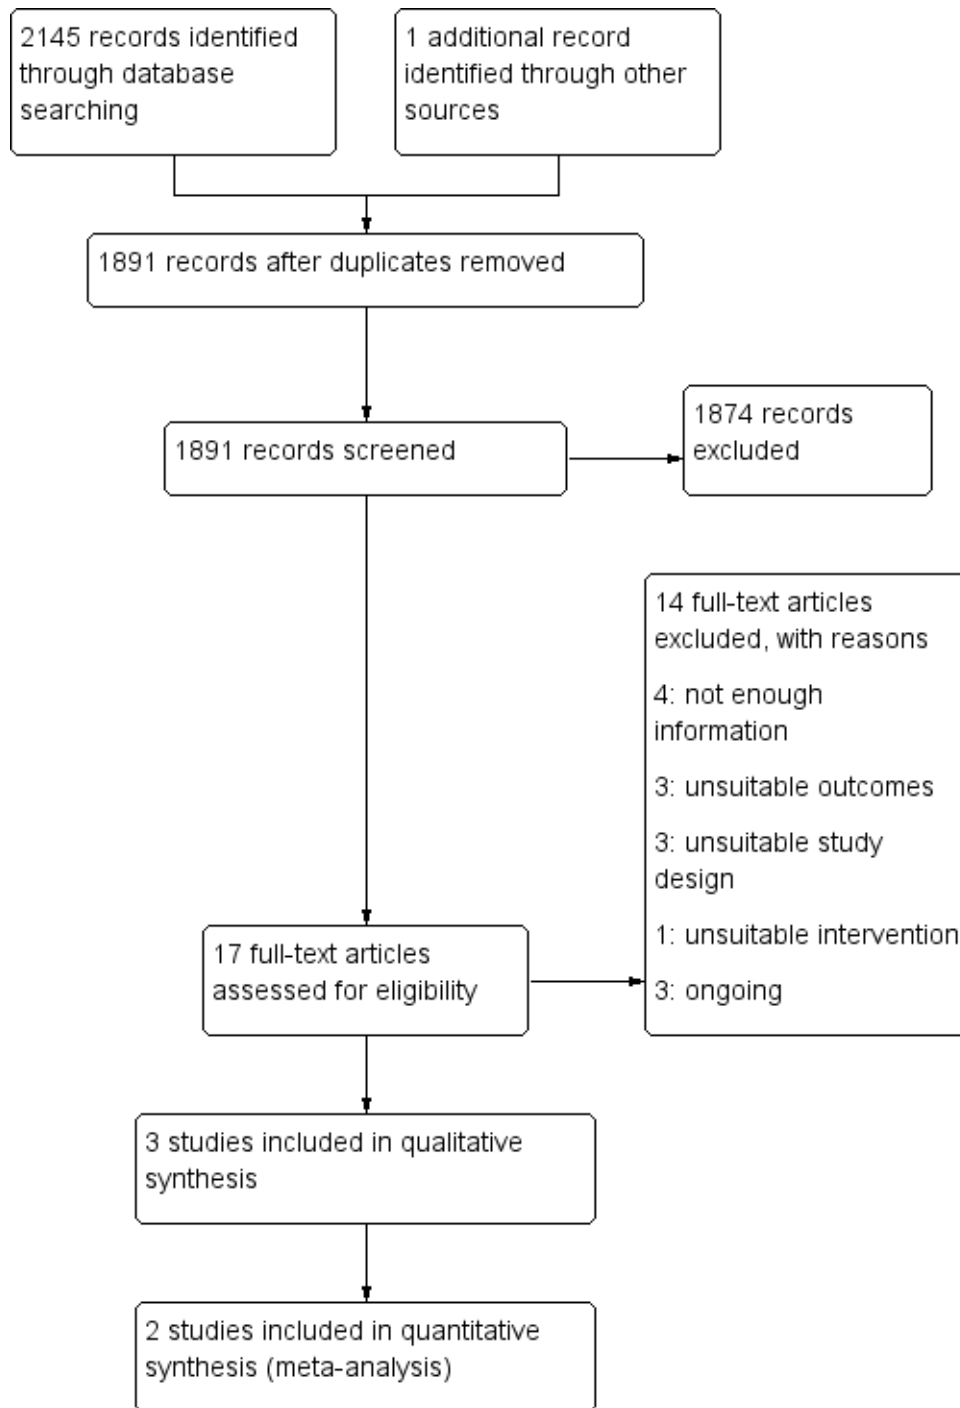 2145 records identified
through database
searching
1 additional record
identified through other
sources
1891 records after duplicates removed
1891 records screened
1874 records
excluded
14 full-text articles
excluded, with reasons
4: not enough
information
3: unsuitable outcomes
3: unsuitable study
design
1: unsuitable intervention
3: ongoing
17 full-text articles
assessed for eligibility
3 studies included in qualitative
synthesis
2 studies included in quantitative
synthesis (meta-analysis)